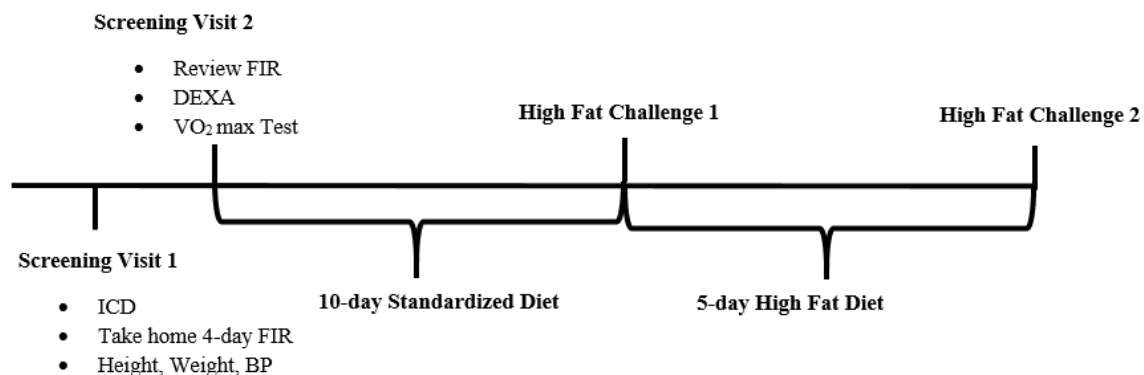 Screening Visit 2
• Review FIR
• DEXA
• VO₂ max Test
High Fat Challenge 1
High Fat Challenge 2
Screening Visit 1
• ICD
• Take home 4-day FIR
• Height, Weight, BP
10-day Standardized Diet
5-day High Fat Diet